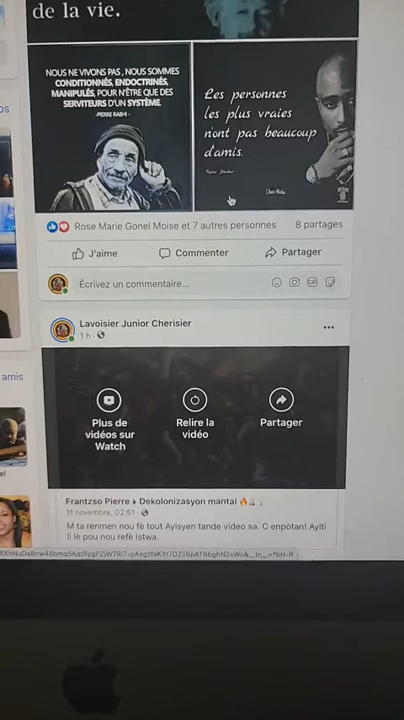 de la vie.
NOUS NE VIVONS PAS, NOUS SOMMES
CONDITIONNÉS, ENDOCTRINÉS,
MANIPULÉS, POUR N'ÊTRE QUE DES
SERVITEURS D'UN SYSTÈME.
-PIERRE RABHI-
Les personnes
les plus vraies
n'ont pas beaucoup
d'amis.
Rose Marie Gonel Moise et 7 autres personnes
8 partages
J'aime
Commenter
Partager
Écrivez un commentaire...
GIF
Lavoisier Junior Cherisier
1 h
amis
Plus de
vidéos sur
Watch
Relire la
vidéo
Partager
Frantzso Pierre ▸ Dekolonizasyon mantal
11 novembre, 02:51
M ta renmen nou fè tout Ayisyen tande video sa. C enpòtan! Ayiti
li lè pou nou refè istwa.